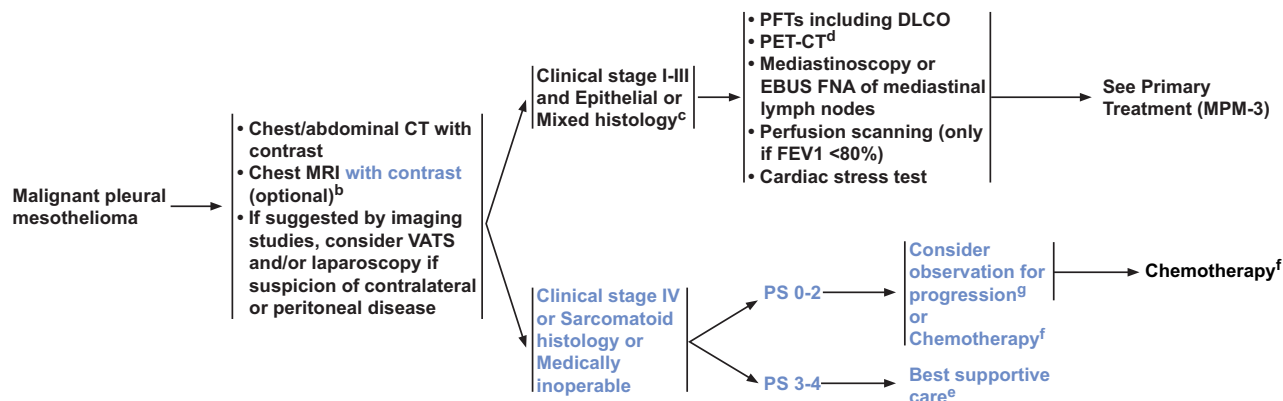 Malignant pleural
mesothelioma
• Chest/abdominal CT with
contrast
• Chest MRI with contrast
(optional)b
• If suggested by imaging
studies, consider VATS
and/or laparoscopy if
suspicion of contralateral
or peritoneal disease
Clinical stage I-III
and Epithelial or
Mixed histologyc
• PFTs including DLCO
• PET-CTd
• Mediastinoscopy or
EBUS FNA of mediastinal
lymph nodes
• Perfusion scanning (only
if FEV1 <80%)
• Cardiac stress test
See Primary
Treatment (MPM-3)
Clinical stage IV
or Sarcomatoid
histology or
Medically
inoperable
PS 0-2
Consider
observation for
progressiong
or
Chemotherapyf
Chemotherapyf
PS 3-4
Best supportive
caree